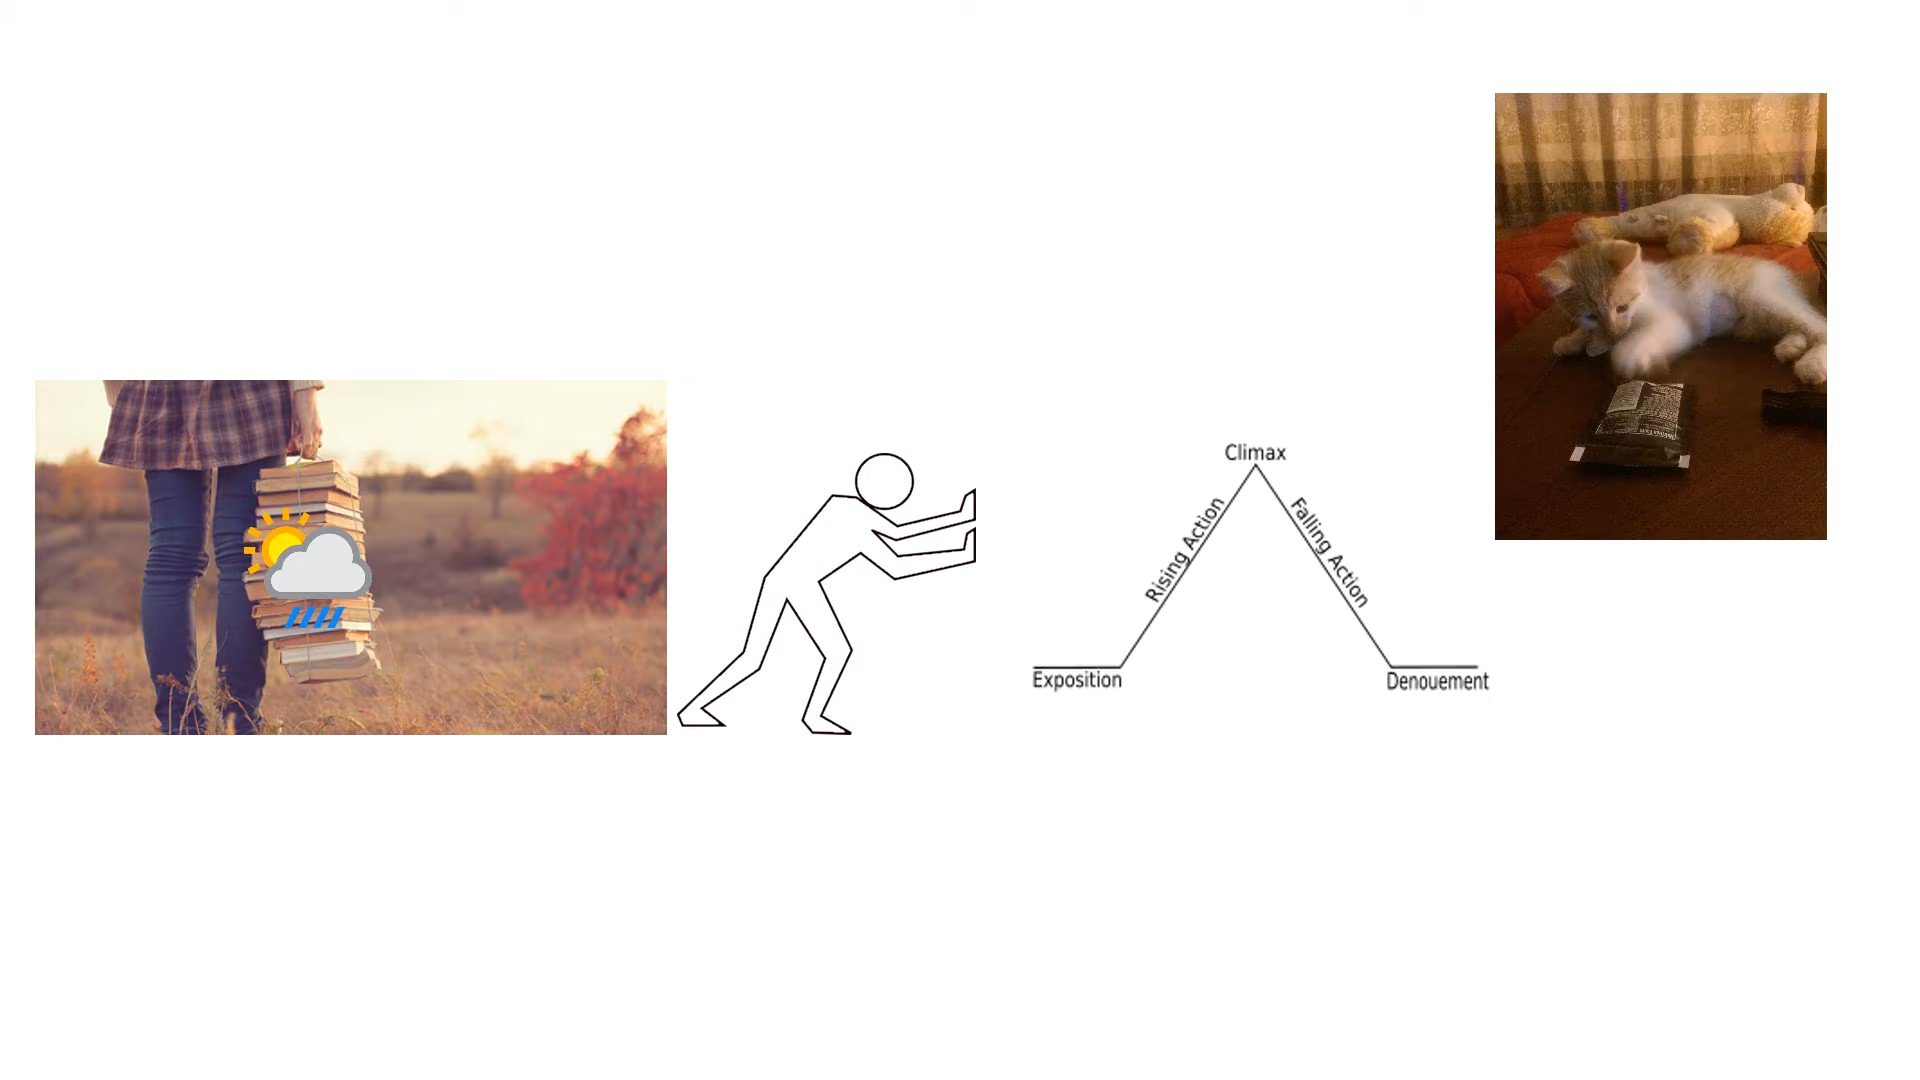 Climax
Rising Action
Falling Action
Exposition
Denouement